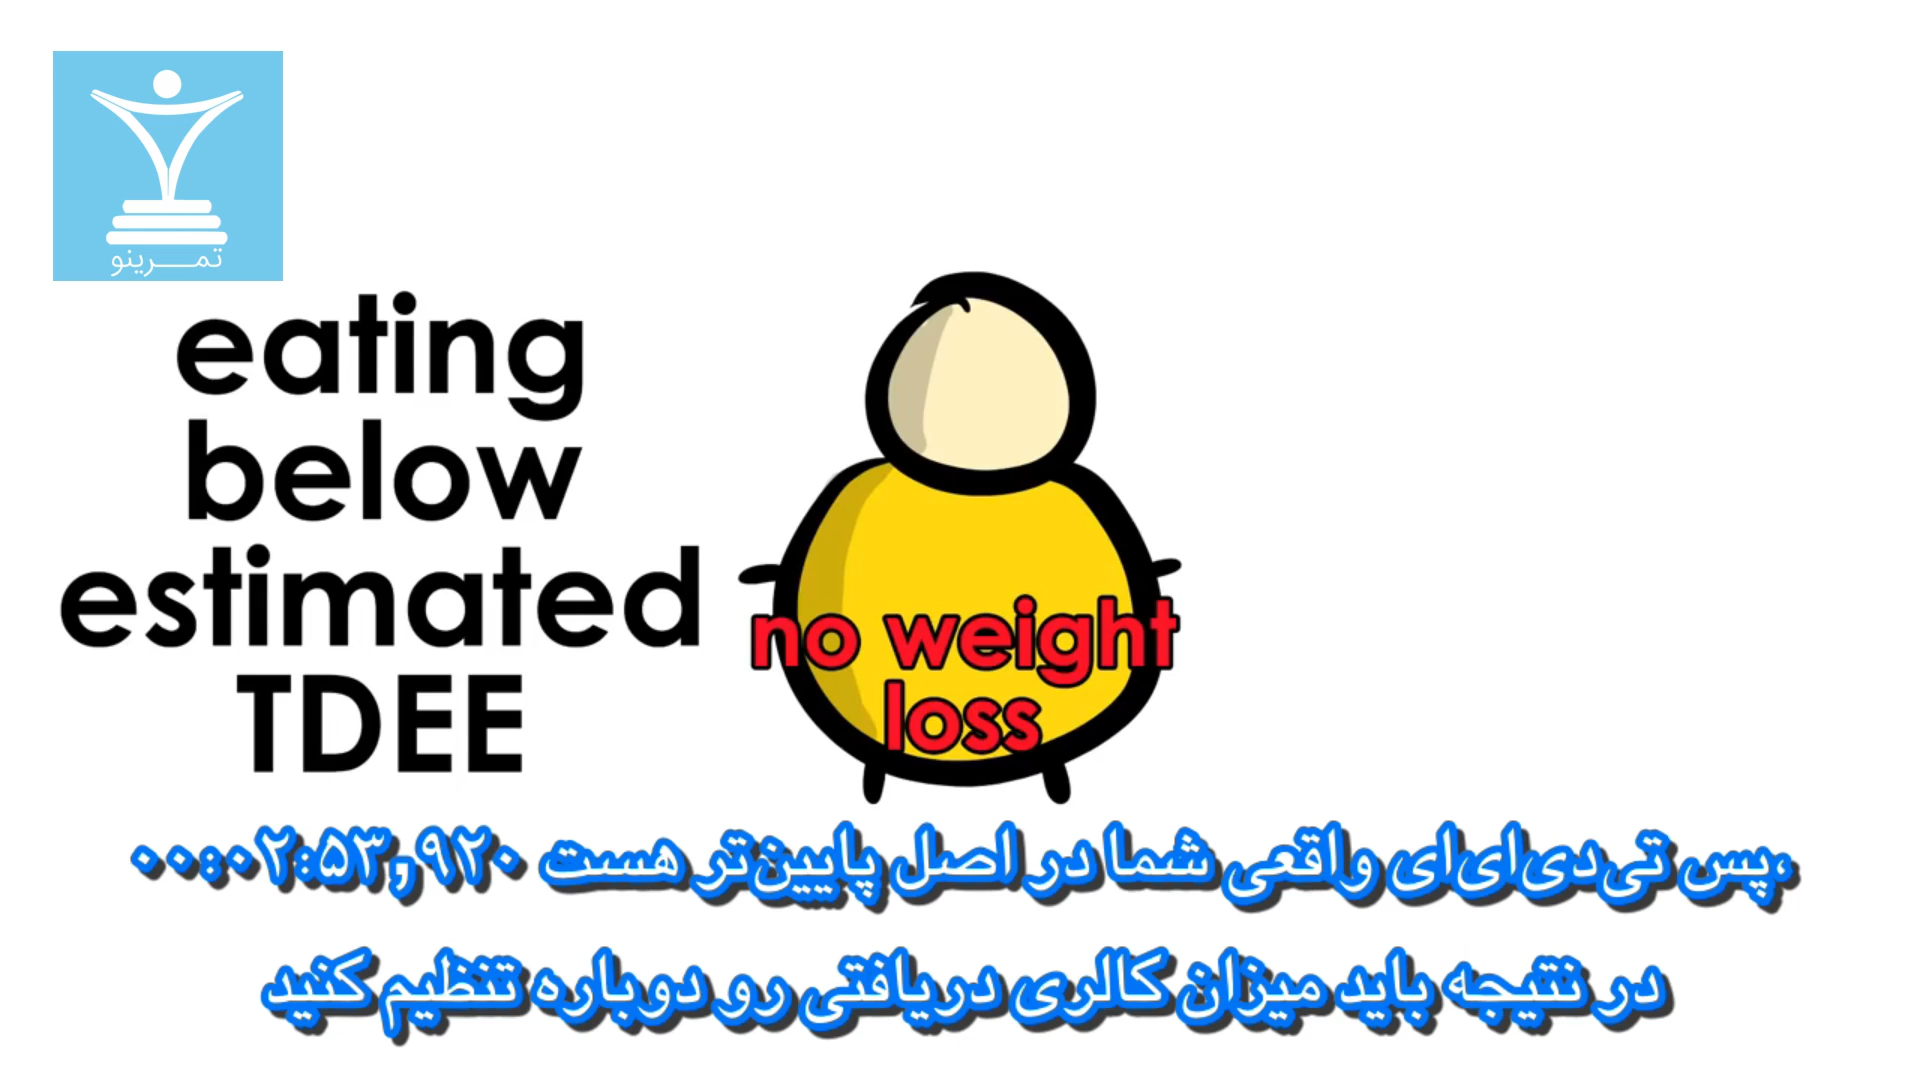 تمرینو
eating
below
estimated
TDEE
no weight
loss
پس تی‌دی‌ای‌ای واقعی شما در اصل پایین‌تر هست ۰۰:۰۲:۵۳,۹۲۰،
در نتیجه باید میزان کالری دریافتی رو دوباره تنظیم کنید